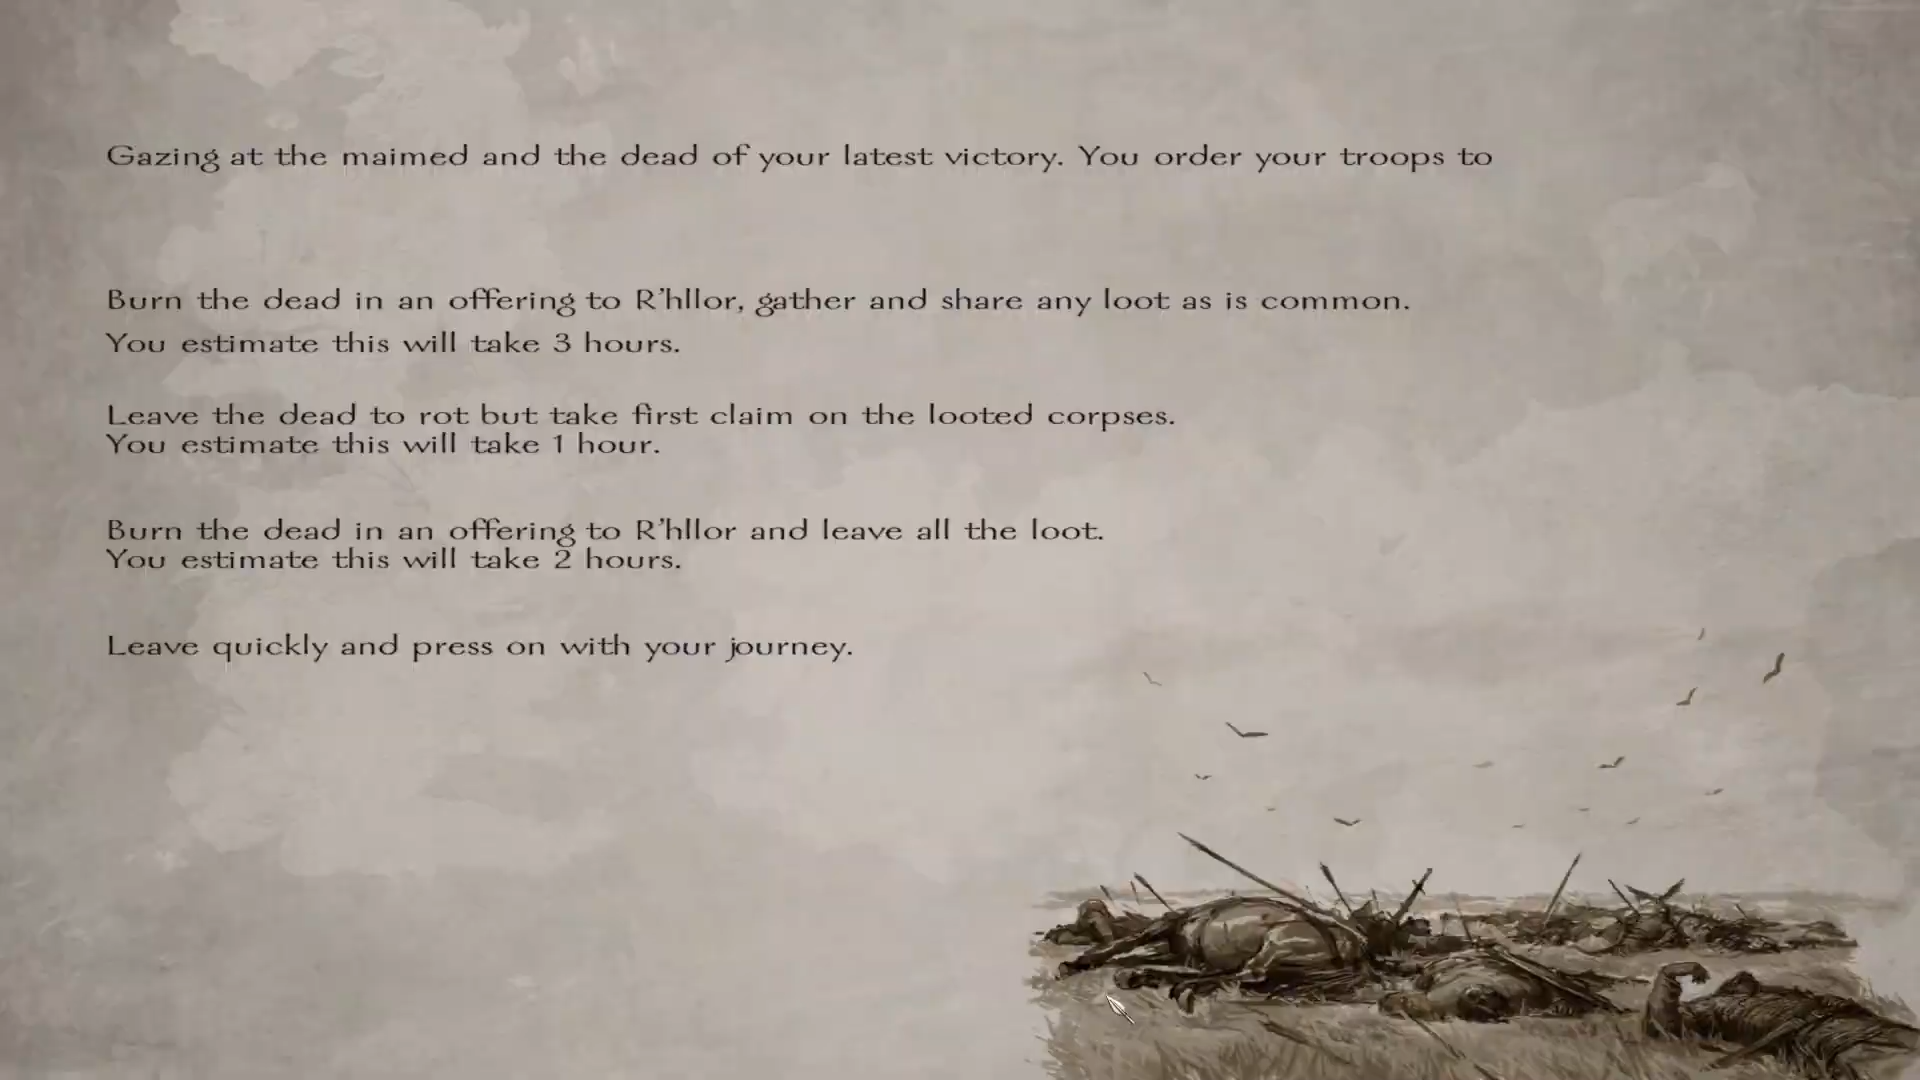 Gazing at the maimed and the dead of your latest victory. You order your troops to
Burn the dead in an offering to R'hllor, gather and share any loot as is common.
You estimate this will take 3 hours.
Leave the dead to rot but take first claim on the looted corpses.
You estimate this will take 1 hour.
Burn the dead in an offering to R'hllor and leave all the loot.
You estimate this will take 2 hours.
Leave quickly and press on with your journey.